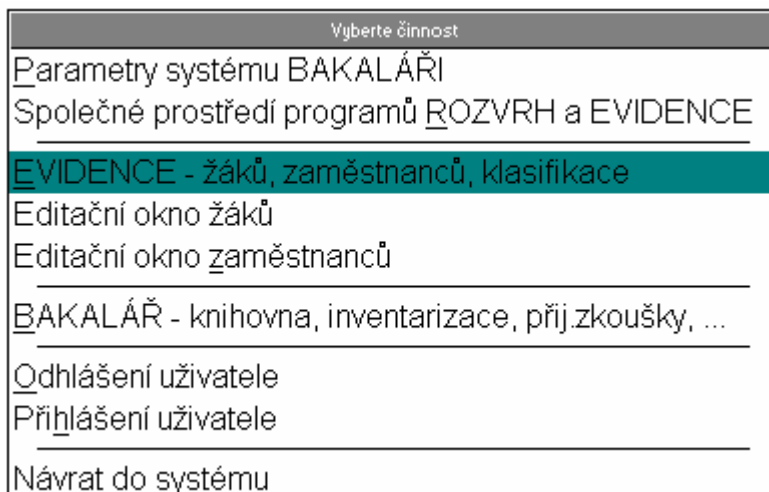 Vyberte činnost
Parametry systému BAKALÁŘI
Společné prostředí programů ROZVRH a EVIDENCE
EVIDENCE - žáků, zaměstnanců, klasifikace
Editační okno žáků
Editační okno zaměstnanců
BAKALÁŘ - knihovna, inventarizace, přij.zkoušky, ...
Odhlášení uživatele
Přihlášení uživatele
Návrat do systému